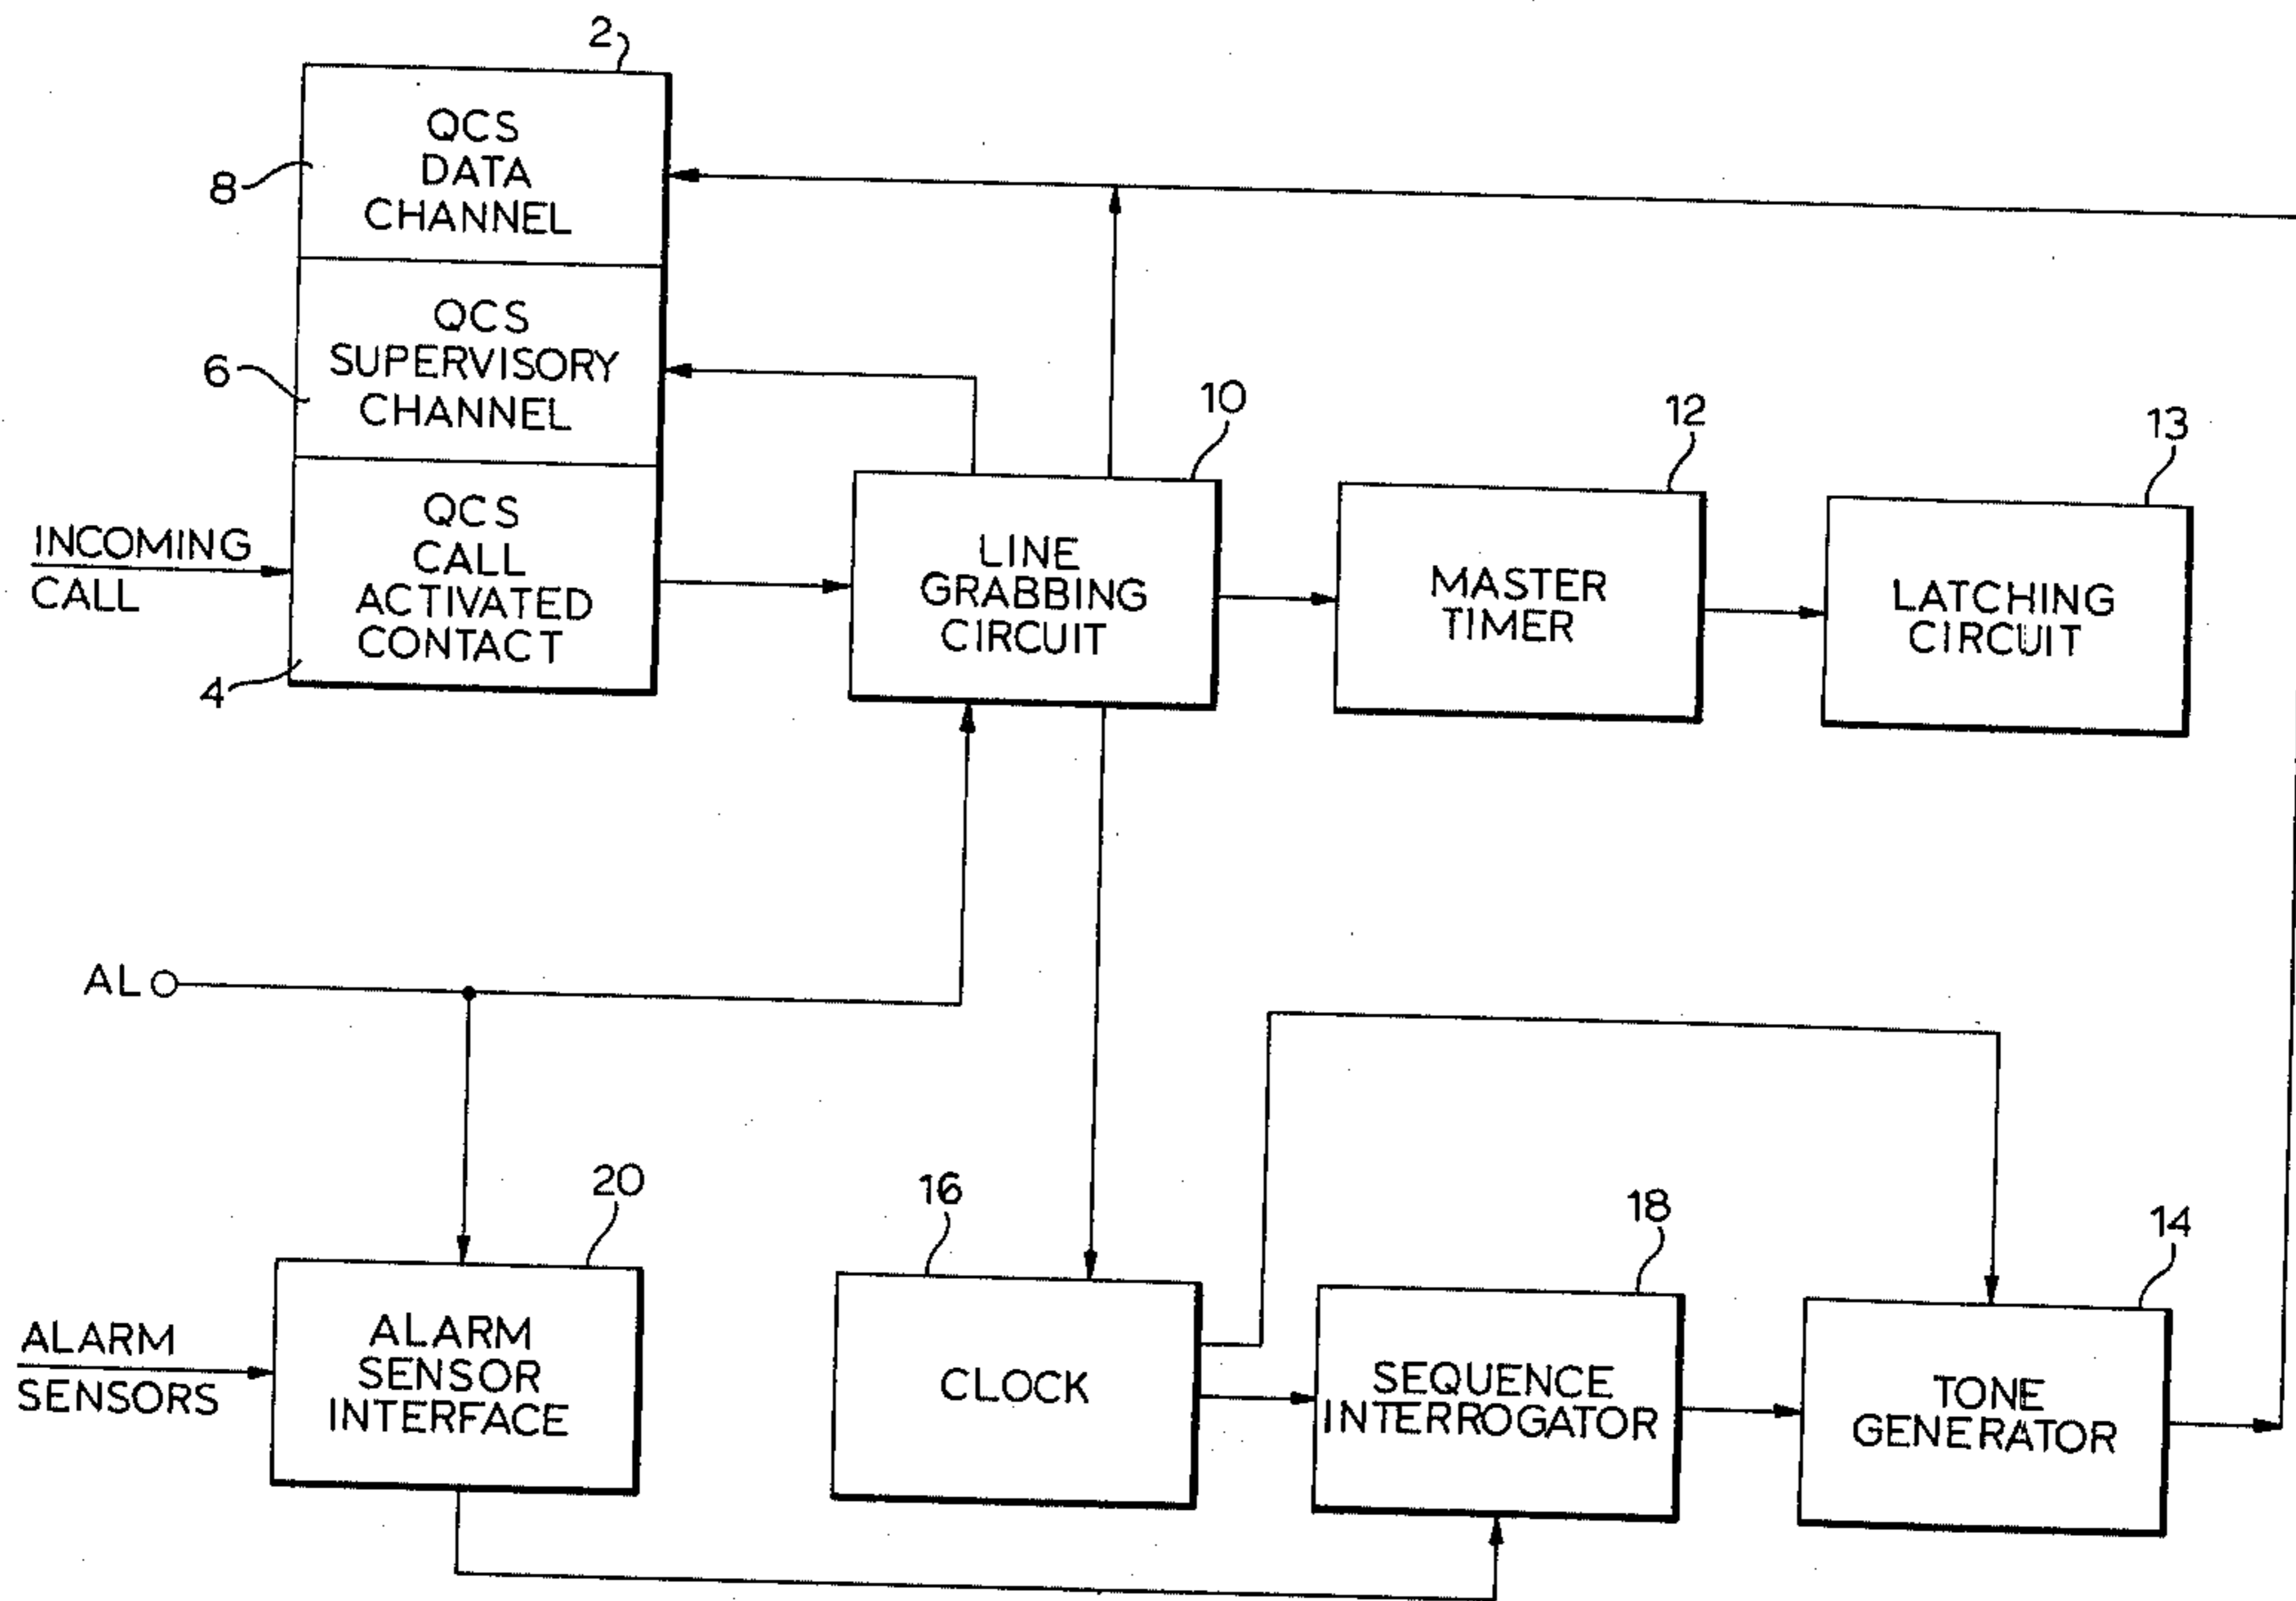 2
QCS
DATA
CHANNEL
8
QCS
SUPERVISORY
CHANNEL
6
QCS
CALL
ACTIVATED
CONTACT
4
INCOMING
CALL
10
LINE
GRABBING
CIRCUIT
12
MASTER
TIMER
13
LATCHING
CIRCUIT
AL
20
ALARM
SENSORS
ALARM
SENSOR
INTERFACE
16
CLOCK
18
SEQUENCE
INTERROGATOR
14
TONE
GENERATOR